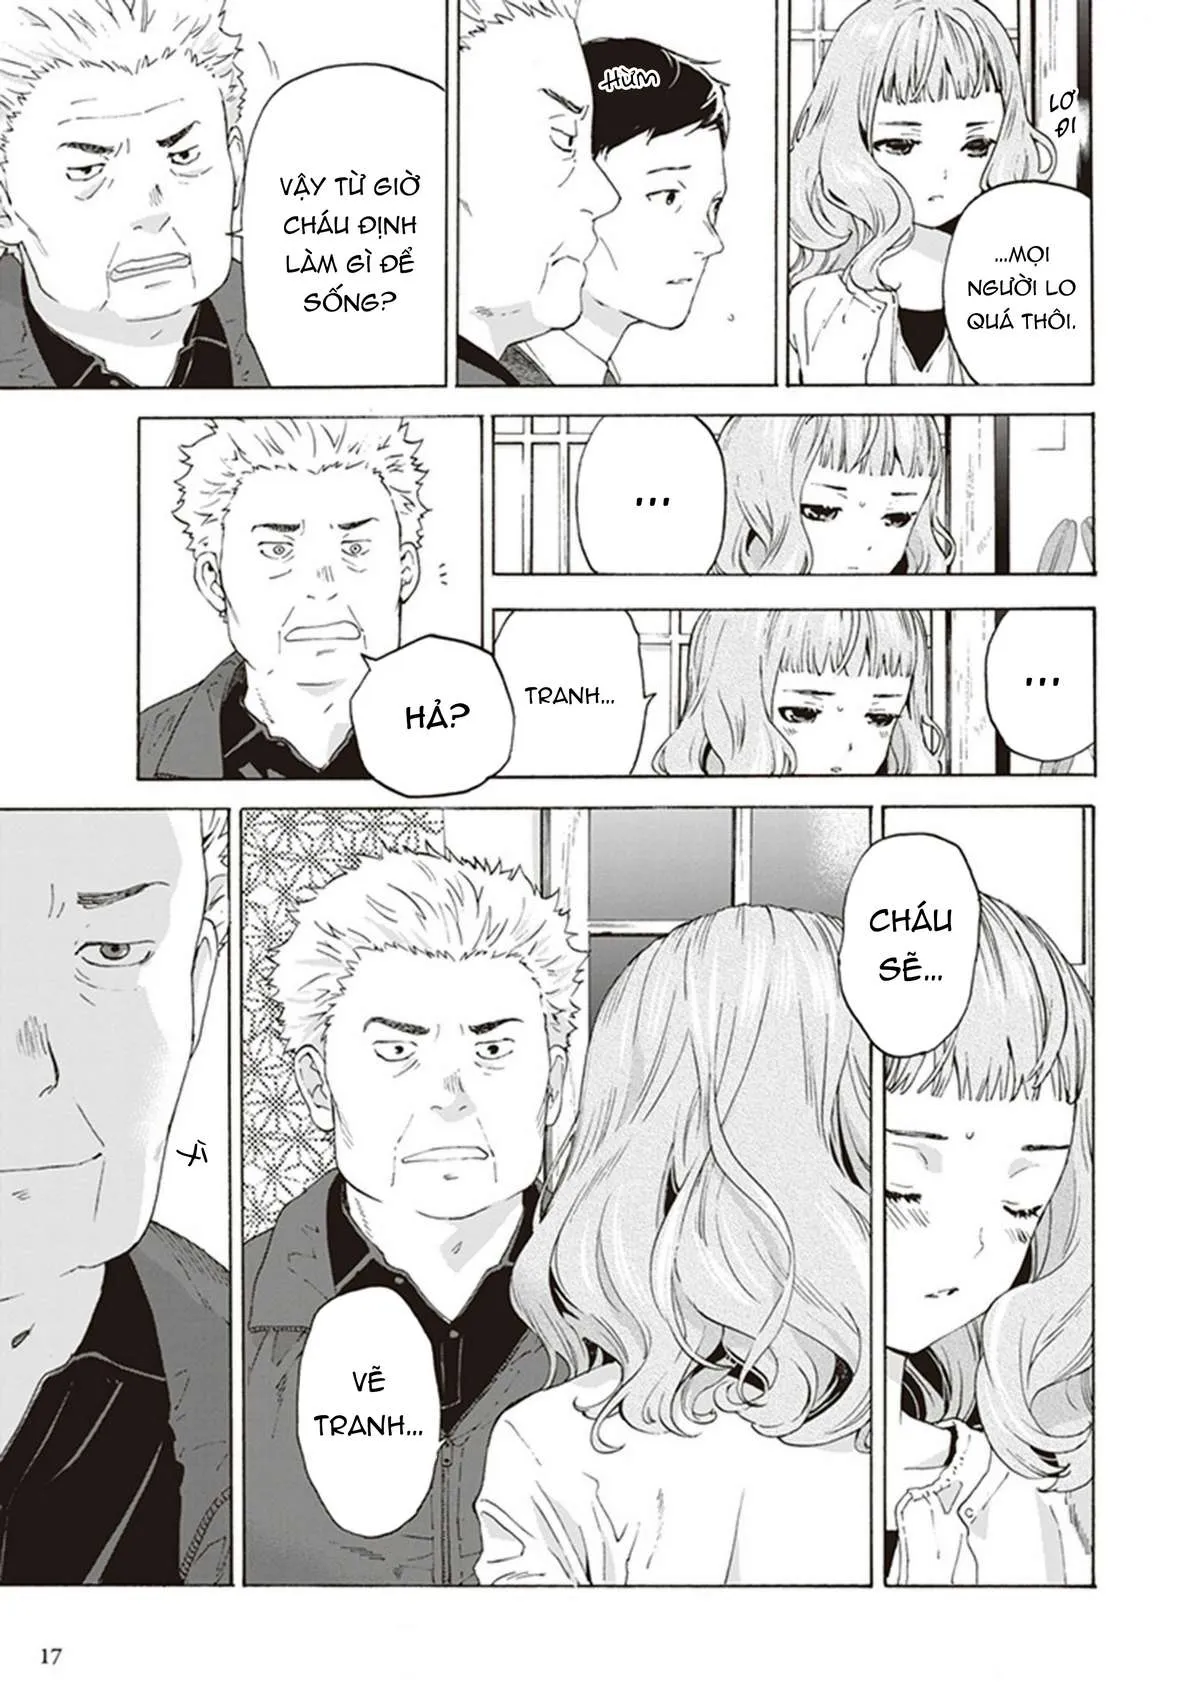 LƠ
ĐI
...MỌI
NGƯỜI LO
QUÁ THÔI.
HỪM
VẬY TỪ GIỜ
CHÁU ĐỊNH
LÀM GÌ ĐỂ
SỐNG?
...
...
TRANH...
HẢ?
CHÁU
SẼ...
VẼ
TRANH...
XÌ
17